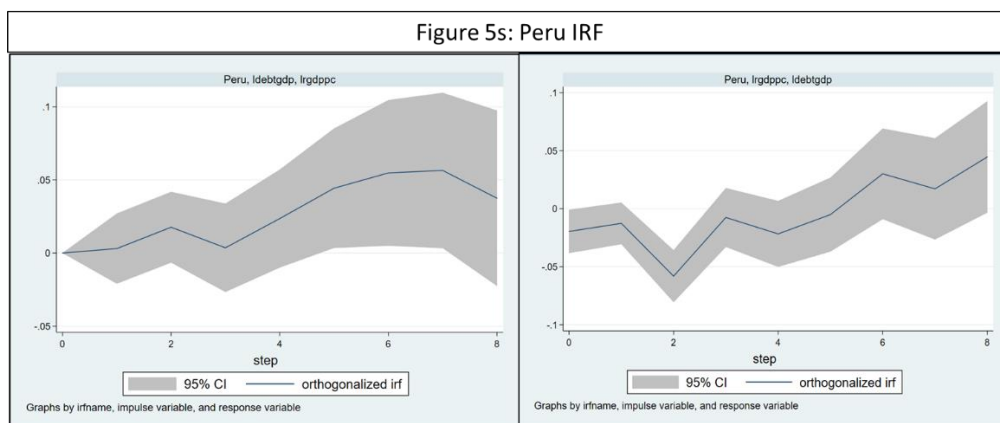 Figure 5s: Peru IRF
Peru, ldebtgdp, lrgdppc
.1
.05
0
-.05
0 2 4 6 8
step
95% CI orthogonalized irf
Graphs by irfname, impulse variable, and response variable
Peru, lrgdppc, ldebtgdp
.1
.05
0
-.05
-.1
0 2 4 6 8
step
95% CI orthogonalized irf
Graphs by irfname, impulse variable, and response variable